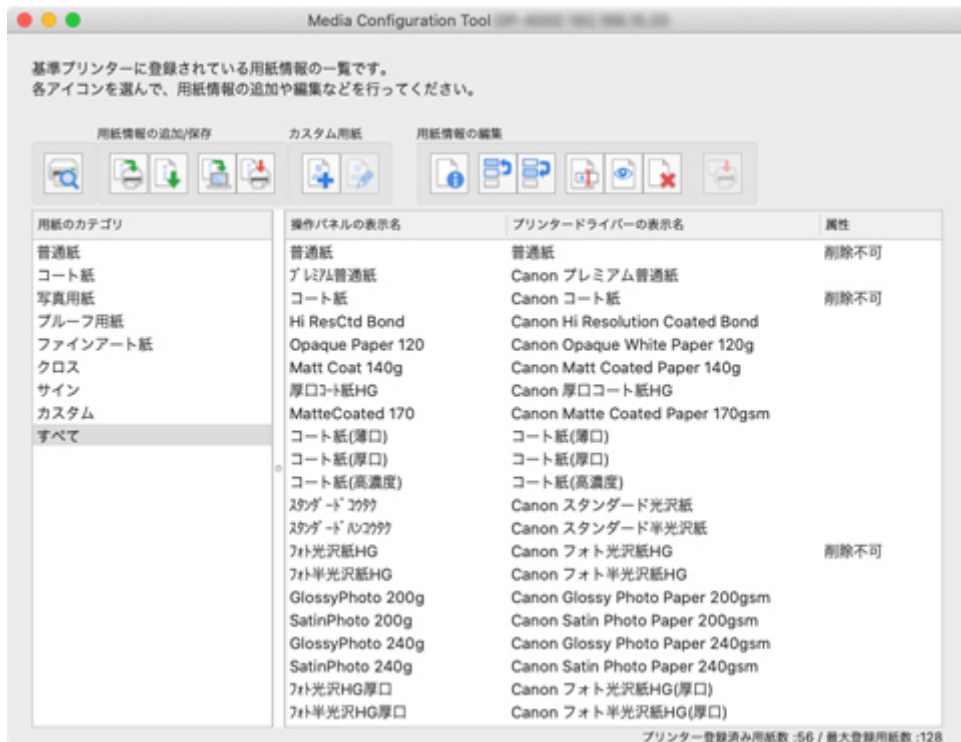 Media Configuration Tool
基準プリンターに登録されている用紙情報の一覧です。
各アイコンを選んで、用紙情報の追加や編集などを行ってください。
用紙情報の追加/保存 カスタム用紙 用紙情報の編集
用紙のカテゴリ 操作パネルの表示名 プリンタードライバーの表示名 属性
普通紙 普通紙 普通紙 削除不可
コート紙 プレミアム普通紙 Canon プレミアム普通紙
写真用紙 コート紙 Canon コート紙 削除不可
プルーフ用紙 Hi ResCtd Bond Canon Hi Resolution Coated Bond
ファインアート紙 Opaque Paper 120 Canon Opaque White Paper 120g
クロス Matt Coat 140g Canon Matt Coated Paper 140g
サイン 厚口コート紙HG Canon 厚口コート紙HG
カスタム MatteCoated 170 Canon Matte Coated Paper 170gsm
すべて コート紙(薄口) コート紙(薄口)
コート紙(厚口) コート紙(厚口)
コート紙(高濃度) コート紙(高濃度)
スタンダードコウタク Canon スタンダード光沢紙
スタンダードハンコウタク Canon スタンダード半光沢紙
フォト光沢紙HG Canon フォト光沢紙HG 削除不可
フォト半光沢紙HG Canon フォト半光沢紙HG
GlossyPhoto 200g Canon Glossy Photo Paper 200gsm
SatinPhoto 200g Canon Satin Photo Paper 200gsm
GlossyPhoto 240g Canon Glossy Photo Paper 240gsm
SatinPhoto 240g Canon Satin Photo Paper 240gsm
フォト光沢HG厚口 Canon フォト光沢紙HG(厚口)
フォト半光沢HG厚口 Canon フォト半光沢紙HG(厚口)
プリンター登録済み用紙数 :56 / 最大登録用紙数 :128